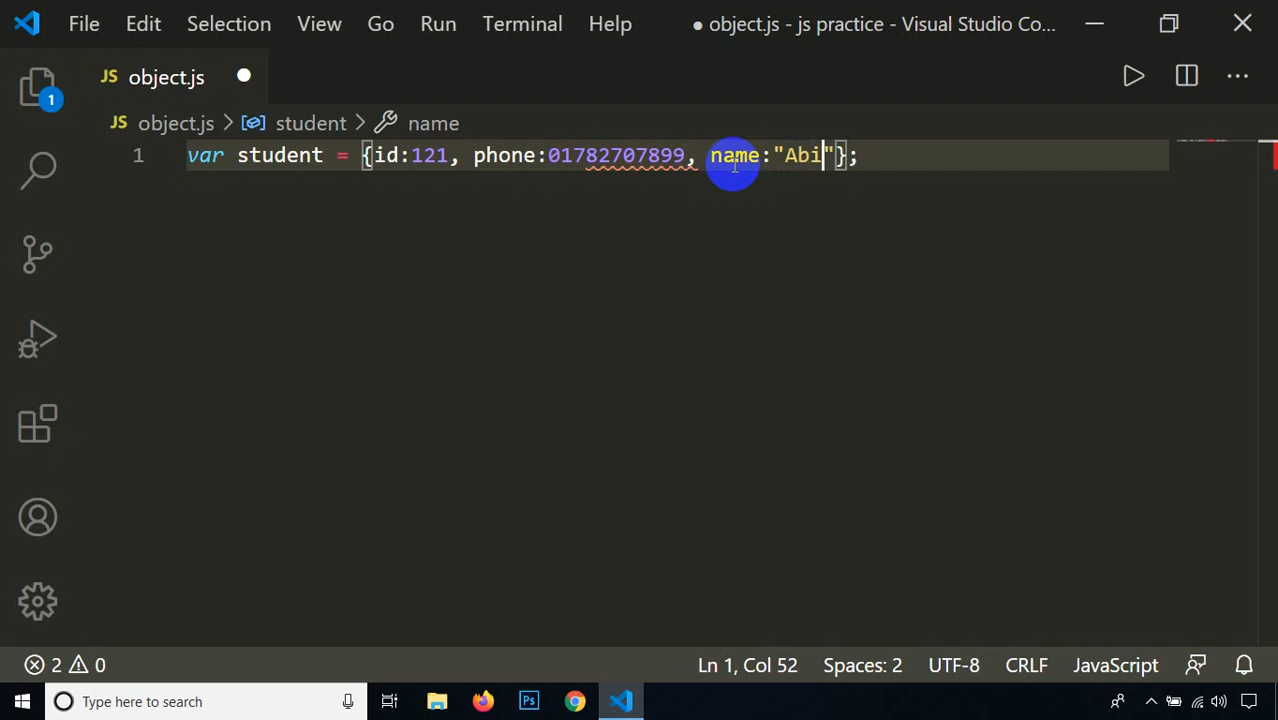 File Edit Selection View Go Run Terminal Help ● object.js - js practice - Visual Studio Co...
JS object.js ●
1
JS object.js > student > name
1 var student = {id:121, phone:01782707899, name:"Abi"};
2 0 Ln 1, Col 52 Spaces: 2 UTF-8 CRLF JavaScript
Type here to search Ps